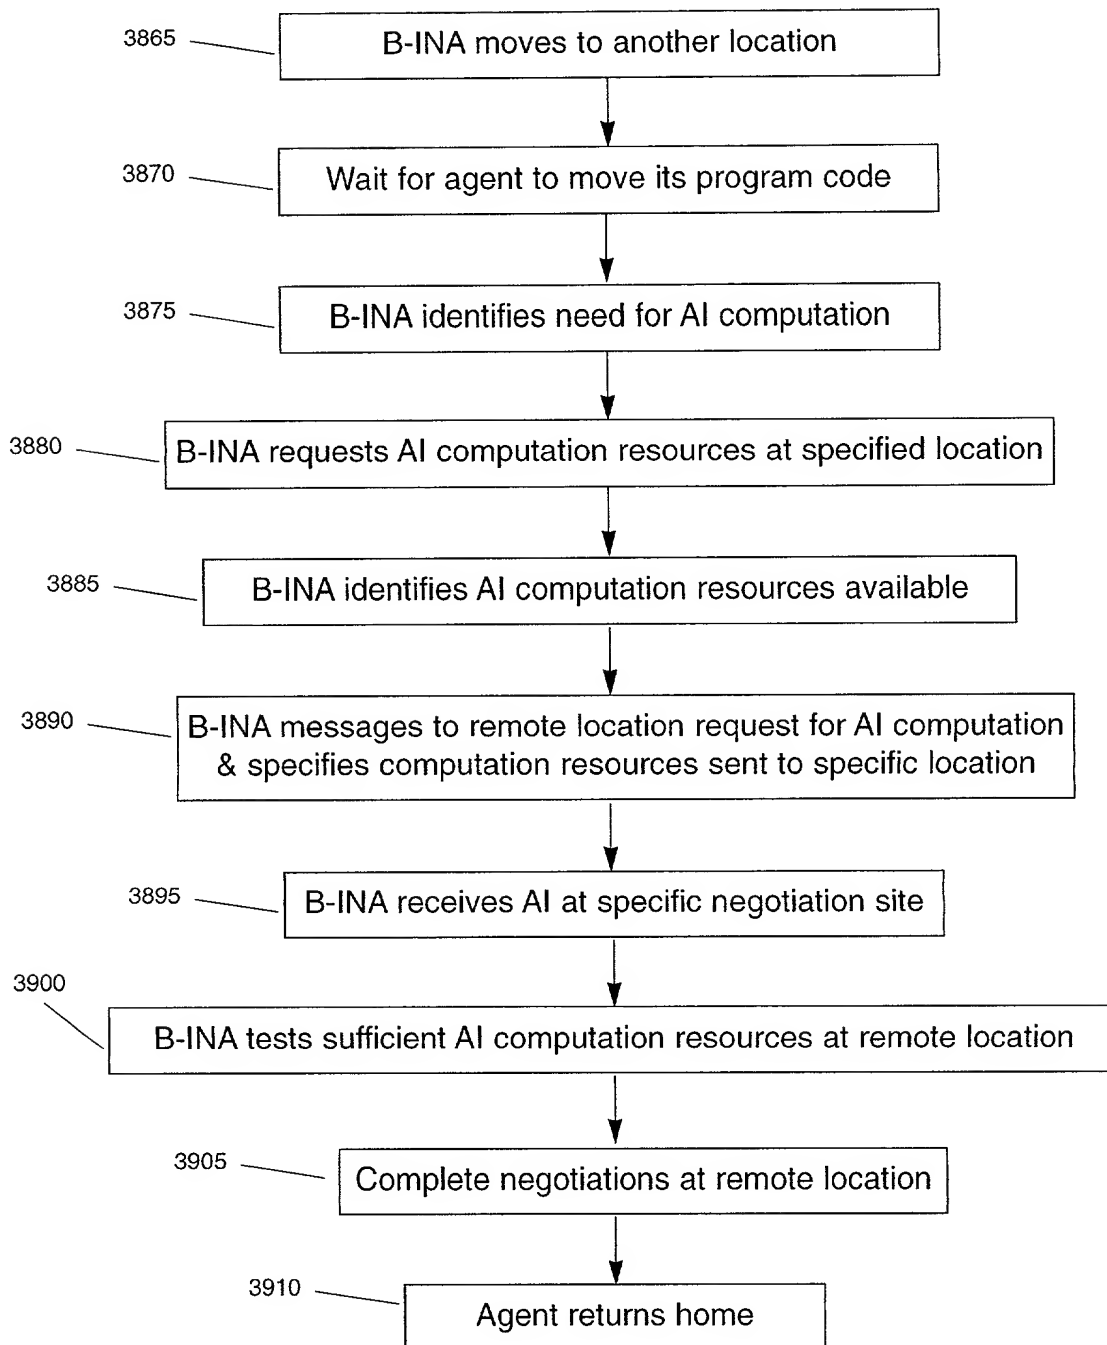 3865
B-INA moves to another location
3870
Wait for agent to move its program code
3875
B-INA identifies need for AI computation
3880
B-INA requests AI computation resources at specified location
3885
B-INA identifies AI computation resources available
3890
B-INA messages to remote location request for AI computation
& specifies computation resources sent to specific location
3895
B-INA receives AI at specific negotiation site
3900
B-INA tests sufficient AI computation resources at remote location
3905
Complete negotiations at remote location
3910
Agent returns home